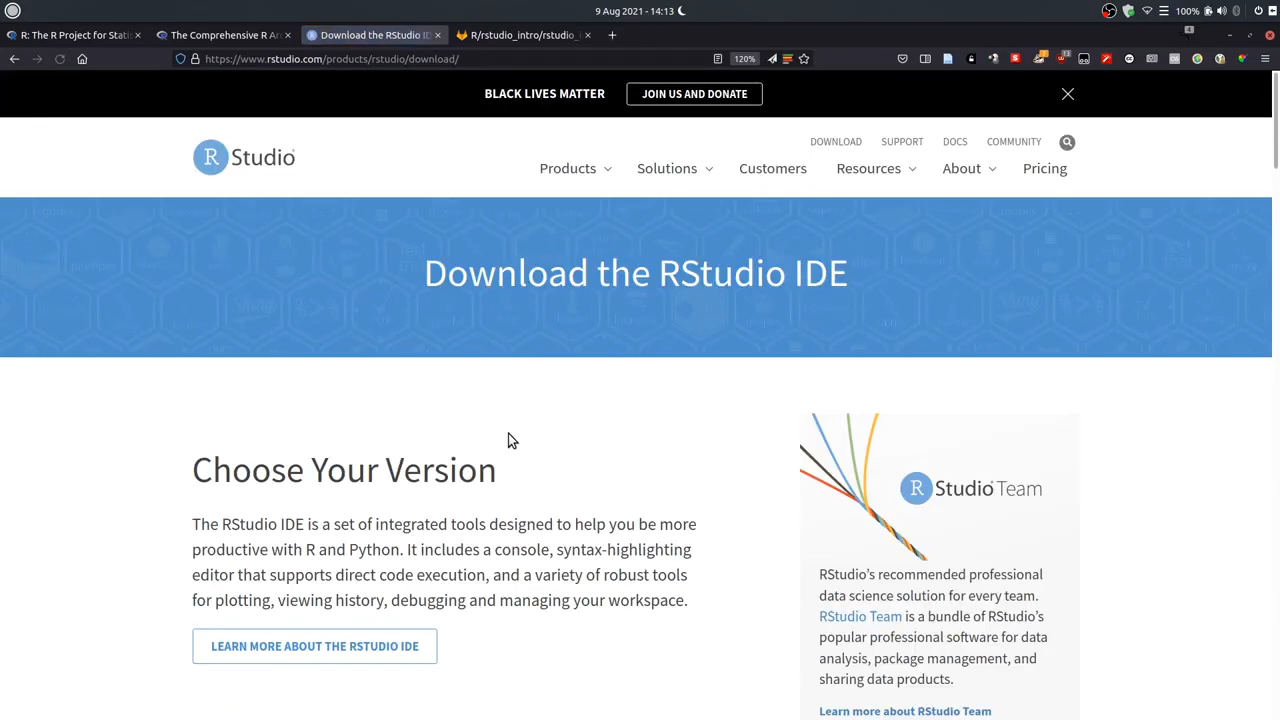 9 Aug 2021 - 14:13
100%
4
R: The R Project for Stati
The Comprehensive R Ar
Download the RStudio ID
R/rstudio_intro/rstudio_i
https://www.rstudio.com/products/rstudio/download/
120%
BLACK LIVES MATTER
JOIN US AND DONATE
DOWNLOAD
SUPPORT
DOCS
COMMUNITY
R Studio
Products
Solutions
Customers
Resources
About
Pricing
Download the RStudio IDE
Choose Your Version
The RStudio IDE is a set of integrated tools designed to help you be more
productive with R and Python. It includes a console, syntax-highlighting
editor that supports direct code execution, and a variety of robust tools
for plotting, viewing history, debugging and managing your workspace.
LEARN MORE ABOUT THE RSTUDIO IDE
R Studio Team
RStudio’s recommended professional
data science solution for every team.
RStudio Team is a bundle of RStudio’s
popular professional software for data
analysis, package management, and
sharing data products.
Learn more about RStudio Team